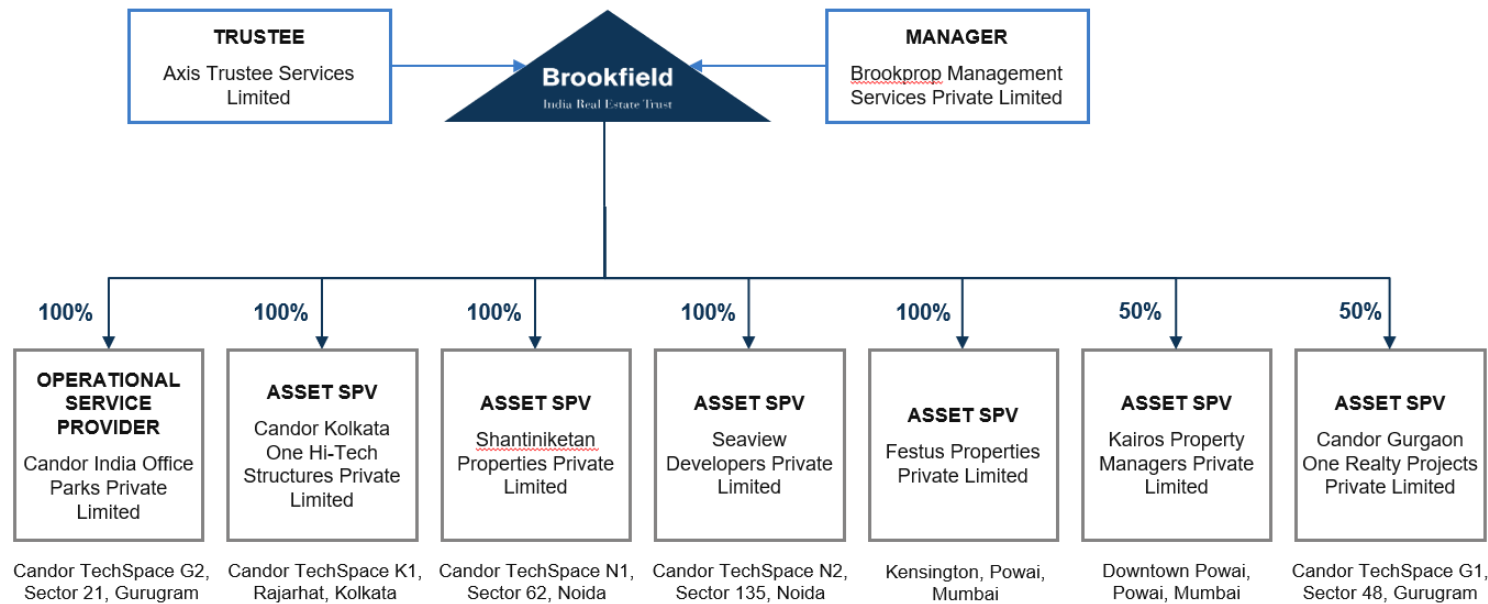 TRUSTEE
Axis Trustee Services
Limited
Brookfield
India Real Estate Trust
MANAGER
Brookprop Management
Services Private Limited
100%
100%
100%
100%
100%
50%
50%
OPERATIONAL
SERVICE
PROVIDER
Candor India Office
Parks Private
Limited
ASSET SPV
Candor Kolkata
One Hi-Tech
Structures Private
Limited
ASSET SPV
Shantiniketan
Properties Private
Limited
ASSET SPV
Seaview
Developers Private
Limited
ASSET SPV
Festus Properties
Private Limited
ASSET SPV
Kairos Property
Managers Private
Limited
ASSET SPV
Candor Gurgaon
One Realty Projects
Private Limited
Candor TechSpace G2,
Sector 21, Gurugram
Candor TechSpace K1,
Rajarhat, Kolkata
Candor TechSpace N1,
Sector 62, Noida
Candor TechSpace N2,
Sector 135, Noida
Kensington, Powai,
Mumbai
Downtown Powai,
Powai, Mumbai
Candor TechSpace G1,
Sector 48, Gurugram